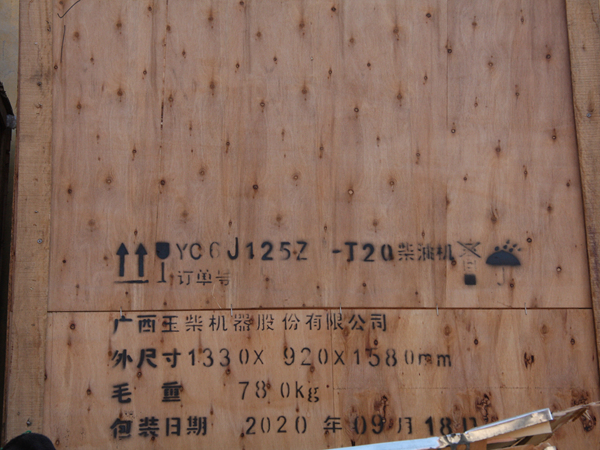 YC6J125Z -T20柴油机
订单号
广西玉柴机器股份有限公司
外尺寸1330X 920X1580mm
毛 重 780kg
包装日期 2020 年 09月 18日